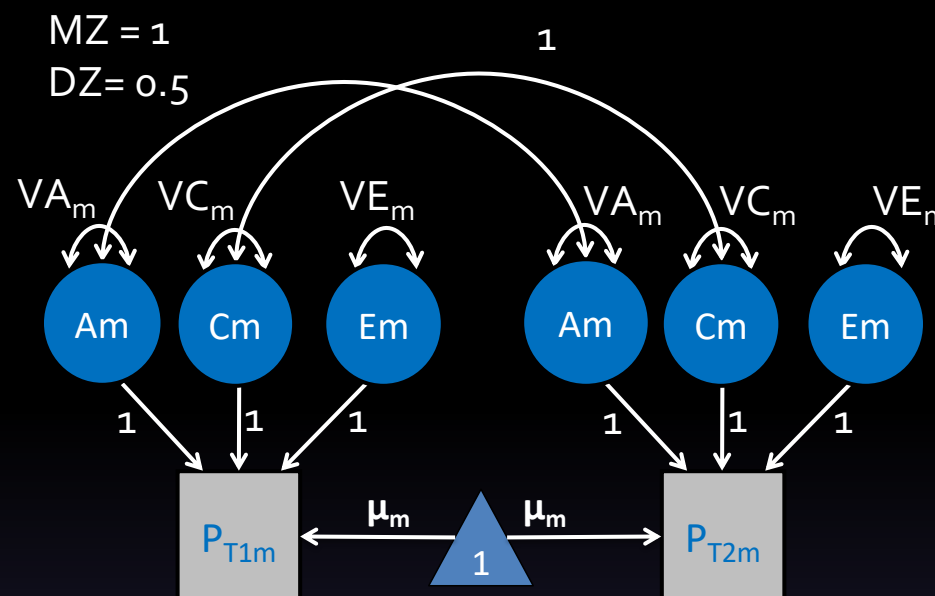 MZ = 1
DZ= 0.5
1
VAm VCm VEm VAm VCm VEm
Am Cm Em Am Cm Em
1 1 1 1 1 1
μm μm
PT1m 1 PT2m